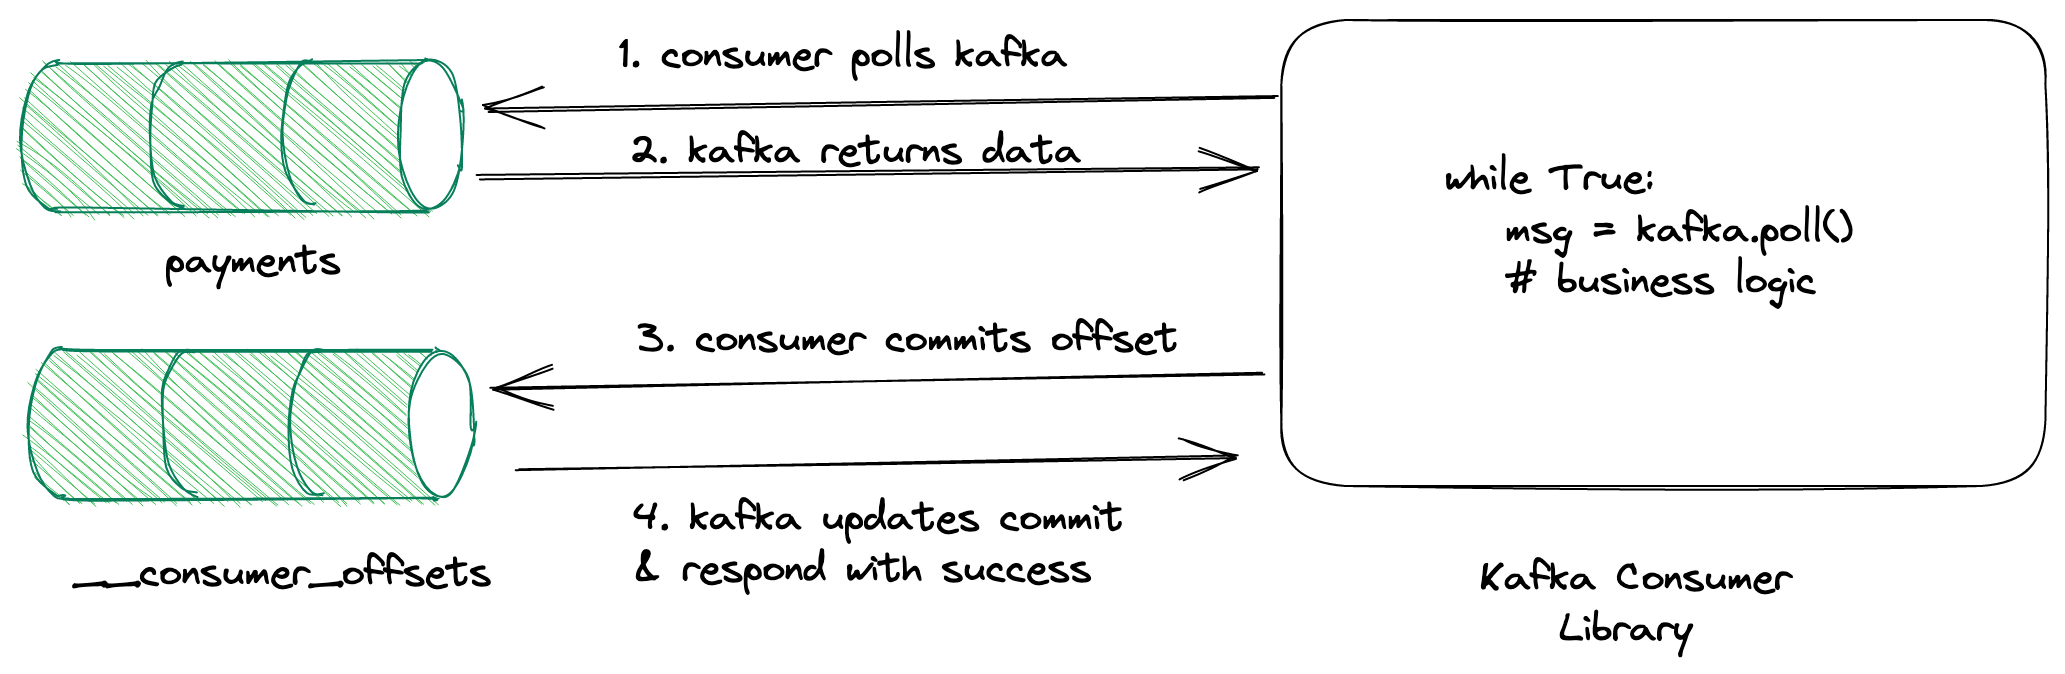 1. consumer polls kafka
2. kafka returns data
payments
while True:
msg = kafka.poll()
# business logic
3. consumer commits offset
4. kafka updates commit
& respond with success
__consumer_offsets
Kafka Consumer
Library